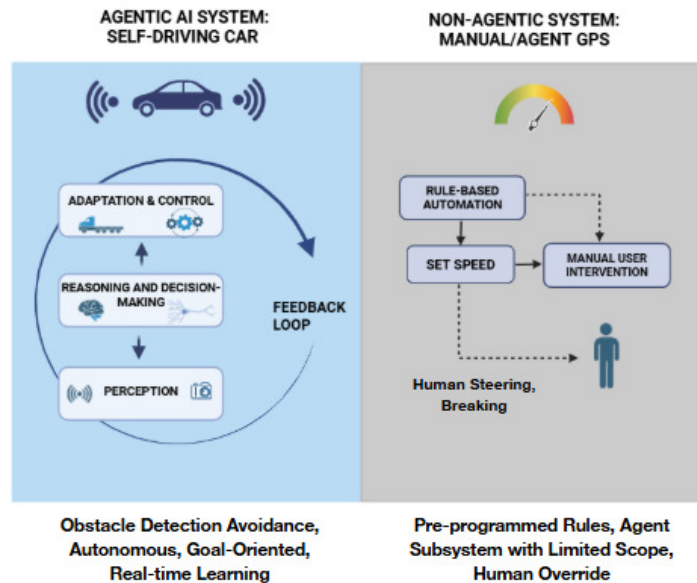 AGENTIC AI SYSTEM:
SELF-DRIVING CAR
ADAPTATION & CONTROL
REASONING AND DECISION-
MAKING
PERCEPTION
FEEDBACK
LOOP
Obstacle Detection Avoidance,
Autonomous, Goal-Oriented,
Real-time Learning
NON-AGENTIC SYSTEM:
MANUAL/AGENT GPS
RULE-BASED
AUTOMATION
SET SPEED
MANUAL USER
INTERVENTION
Human Steering,
Breaking
Pre-programmed Rules, Agent
Subsystem with Limited Scope,
Human Override